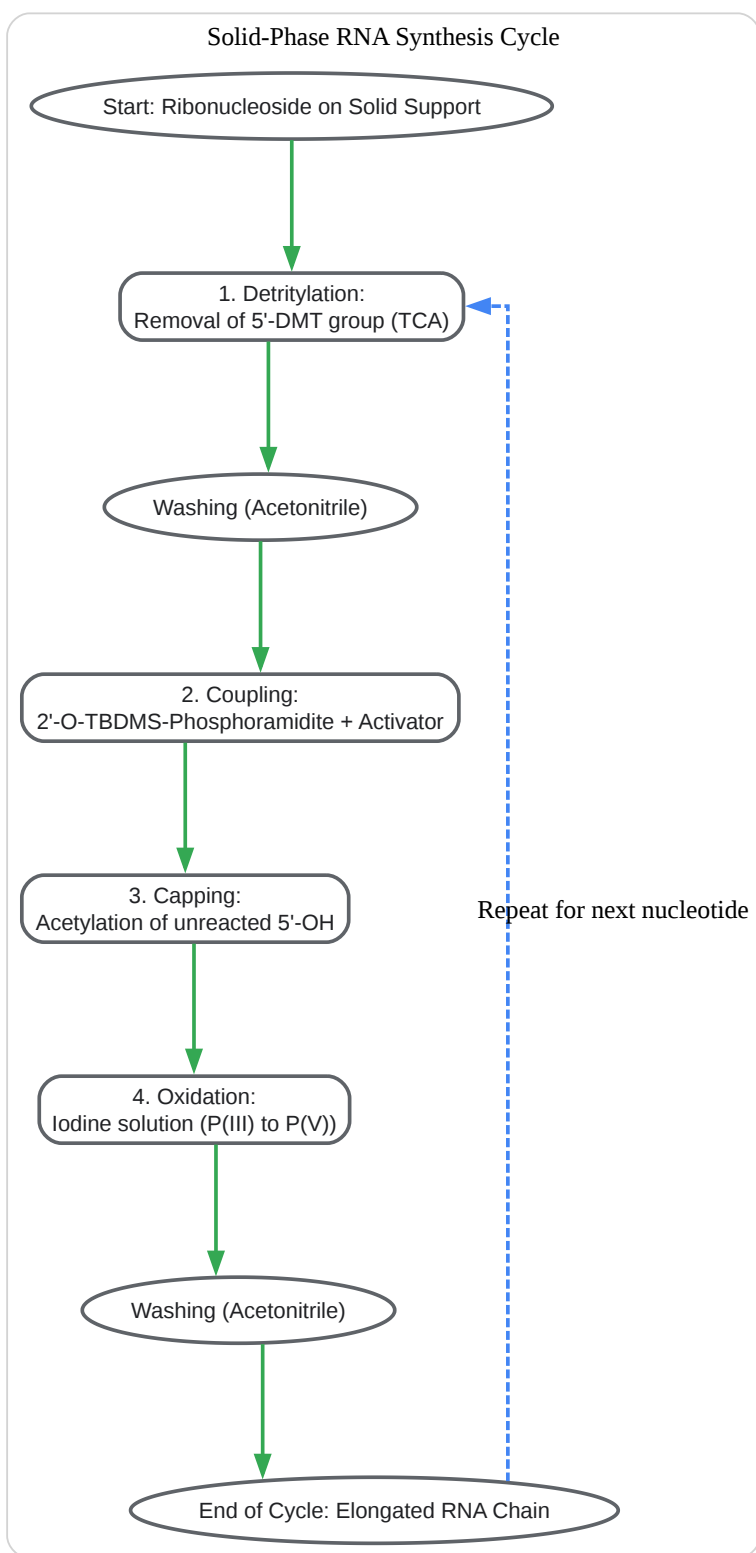 Solid-Phase RNA Synthesis Cycle
Start: Ribonucleoside on Solid Support
1. Detritylation:
Removal of 5'-DMT group (TCA)
Washing (Acetonitrile)
2. Coupling:
2'-O-TBDMS-Phosphoramidite + Activator
3. Capping:
Acetylation of unreacted 5'-OH
Repeat for next nucleotide
4. Oxidation:
Iodine solution (P(III) to P(V))
Washing (Acetonitrile)
End of Cycle: Elongated RNA Chain